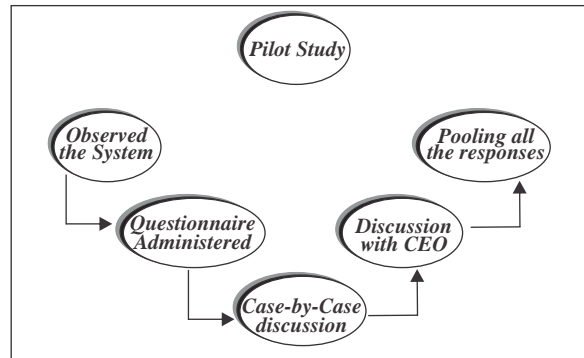 Pilot Study
Observed
the System
Questionnaire
Administered
Case-by-Case
discussion
Discussion
with CEO
Pooling all
the responses